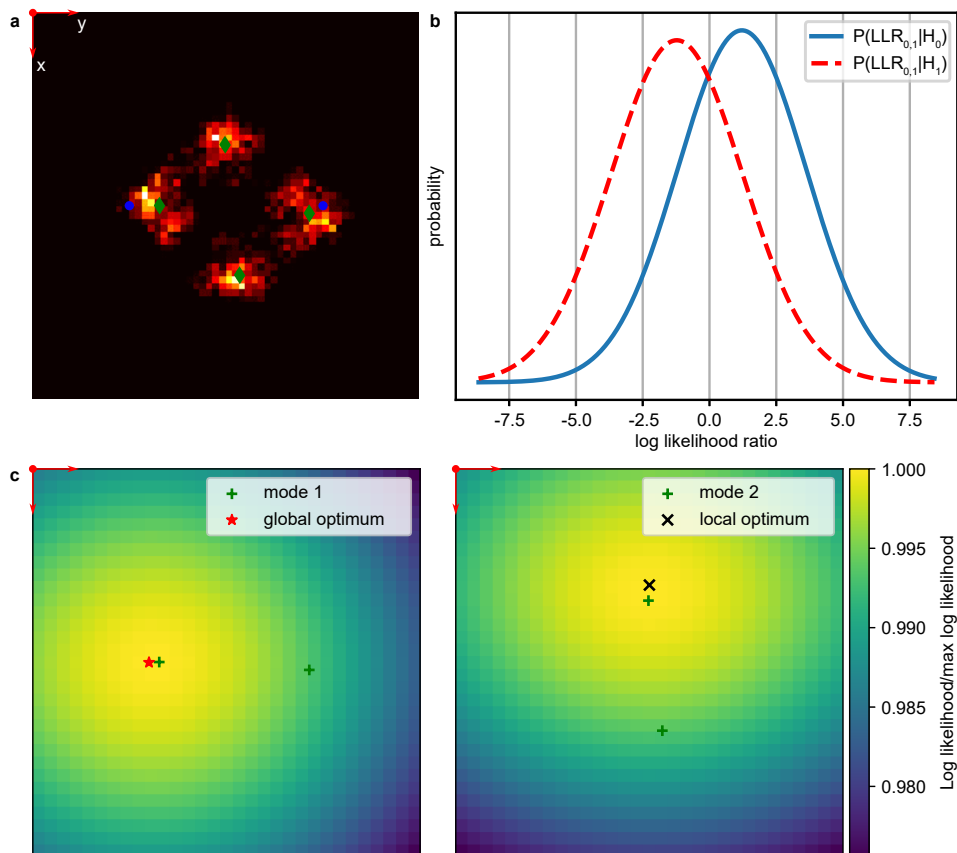 a
y
x
b
P(LLR0,1|H0)
P(LLR0,1|H1)
probability
-7.5 -5.0 -2.5 0.0 2.5 5.0 7.5
log likelihood ratio
c
mode 1
global optimum
mode 2
local optimum
1.000
0.995
0.990
0.985
0.980
Log likelihood/max log likelihood